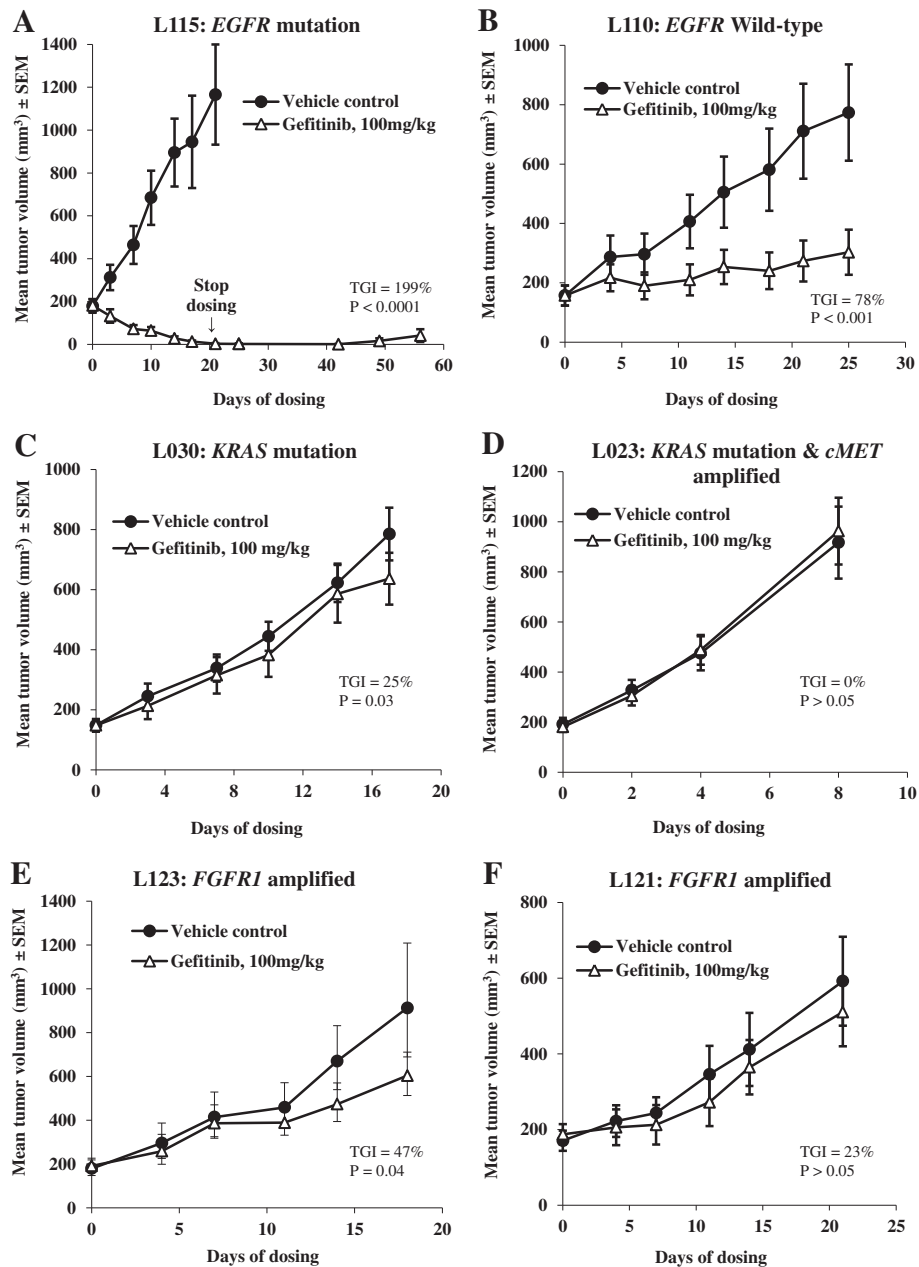 A
L115: EGFR mutation
Mean tumor volume (mm³) ± SEM
1400
1200
1000
800
600
400
200
0
Vehicle control
Gefitinib, 100mg/kg
Stop
dosing
↓
TGI = 199%
P < 0.0001
0 10 20 30 40 50 60
Days of dosing
B
L110: EGFR Wild-type
Mean tumor volume (mm³) ± SEM
1000
800
600
400
200
0
Vehicle control
Gefitinib, 100mg/kg
TGI = 78%
P < 0.001
0 5 10 15 20 25 30
Days of dosing
C
L030: KRAS mutation
Mean tumor volume (mm³) ± SEM
1000
800
600
400
200
0
Vehicle control
Gefitinib, 100 mg/kg
TGI = 25%
P = 0.03
0 4 8 12 16 20
Days of dosing
D
L023: KRAS mutation & cMET
amplified
Mean tumor volume (mm³) ± SEM
1200
1000
800
600
400
200
0
Vehicle control
Gefitinib, 100 mg/kg
TGI = 0%
P > 0.05
0 2 4 6 8 10
Days of dosing
E
L123: FGFR1 amplified
Mean tumor volume (mm³) ± SEM
1400
1200
1000
800
600
400
200
0
Vehicle control
Gefitinib, 100mg/kg
TGI = 47%
P = 0.04
0 5 10 15 20
Days of dosing
F
L121: FGFR1 amplified
Mean tumor volume (mm³) ± SEM
800
600
400
200
0
Vehicle control
Gefitinib, 100mg/kg
TGI = 23%
P > 0.05
0 5 10 15 20 25
Days of dosing